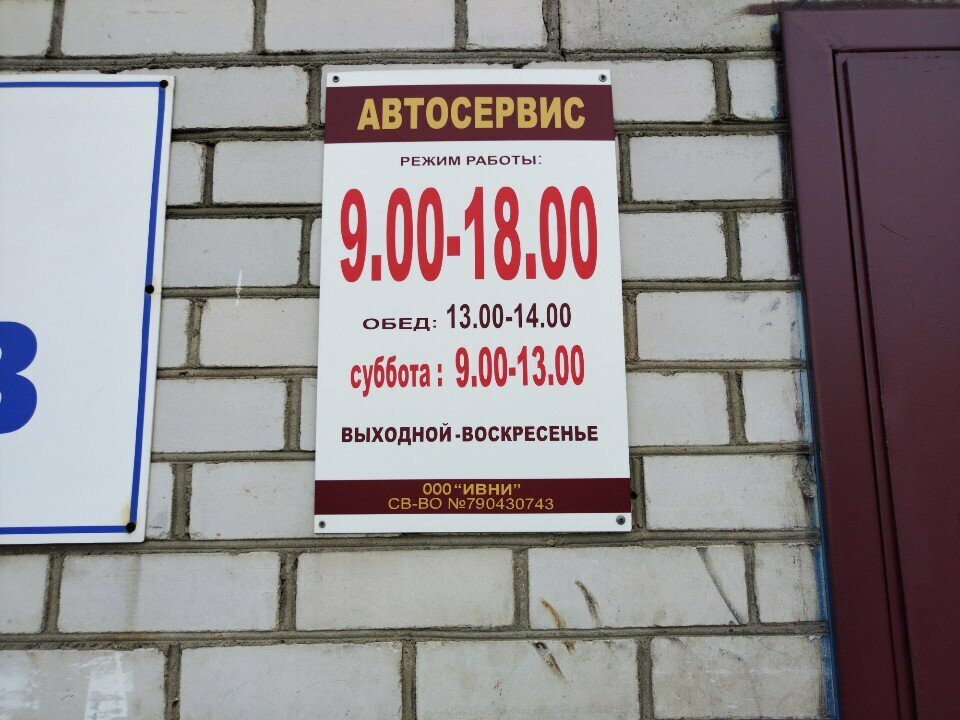 АВТОСЕРВИС
РЕЖИМ РАБОТЫ:
9.00-18.00
ОБЕД: 13.00-14.00
суббота: 9.00-13.00
ВЫХОДНОЙ-ВОСКРЕСЕНЬЕ
ООО "ИВНИ"
СВ-ВО №790430743